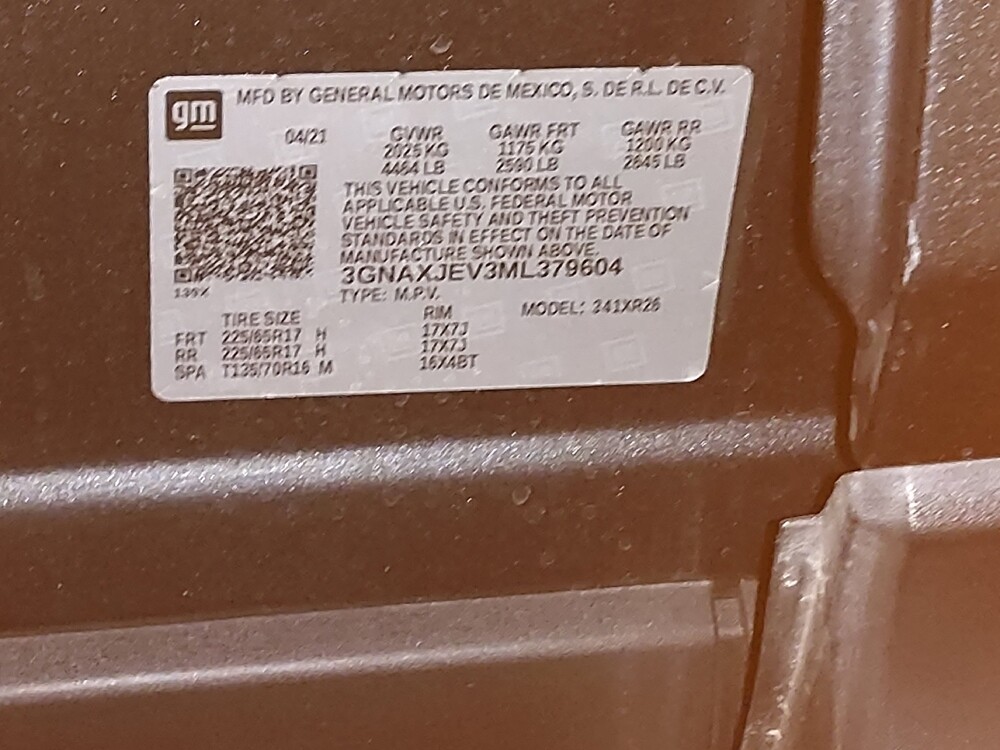 gm
MFD BY GENERAL MOTORS DE MEXICO, S. DE R.L. DE C.V.
04/21 GVWR GAWR FRT GAWR RR
2025 KG 1175 KG 1200 KG
4464 LB 2590 LB 2645 LB
THIS VEHICLE CONFORMS TO ALL
APPLICABLE U.S. FEDERAL MOTOR
VEHICLE SAFETY AND THEFT PREVENTION
STANDARDS IN EFFECT ON THE DATE OF
MANUFACTURE SHOWN ABOVE.
3GNAXJEV3ML379604
TYPE: M.P.V. MODEL: 341XR26
TIRE SIZE RIM
FRT 225/65R17 H 17X7J
RR 225/65R17 H 17X7J
SPA T135/70R16 M 16X4BT